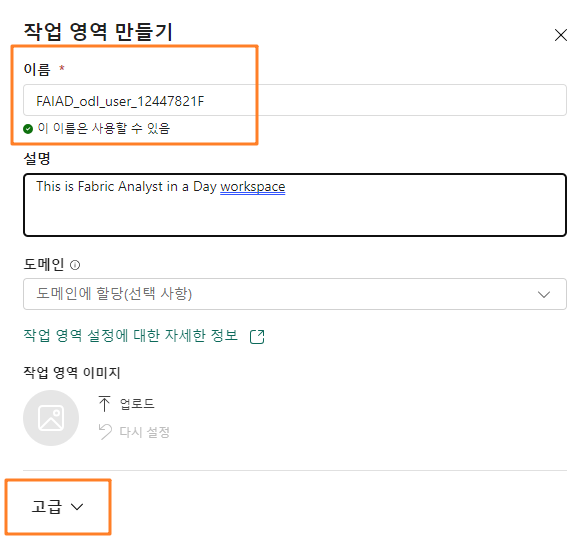 작업 영역 만들기
이름 *
FAIAD_odl_user_12447821F
이 이름은 사용할 수 있음
설명
This is Fabric Analyst in a Day workspace
도메인
도메인에 할당(선택 사항)
작업 영역 설정에 대한 자세한 정보
작업 영역 이미지
업로드
다시 설정
고급